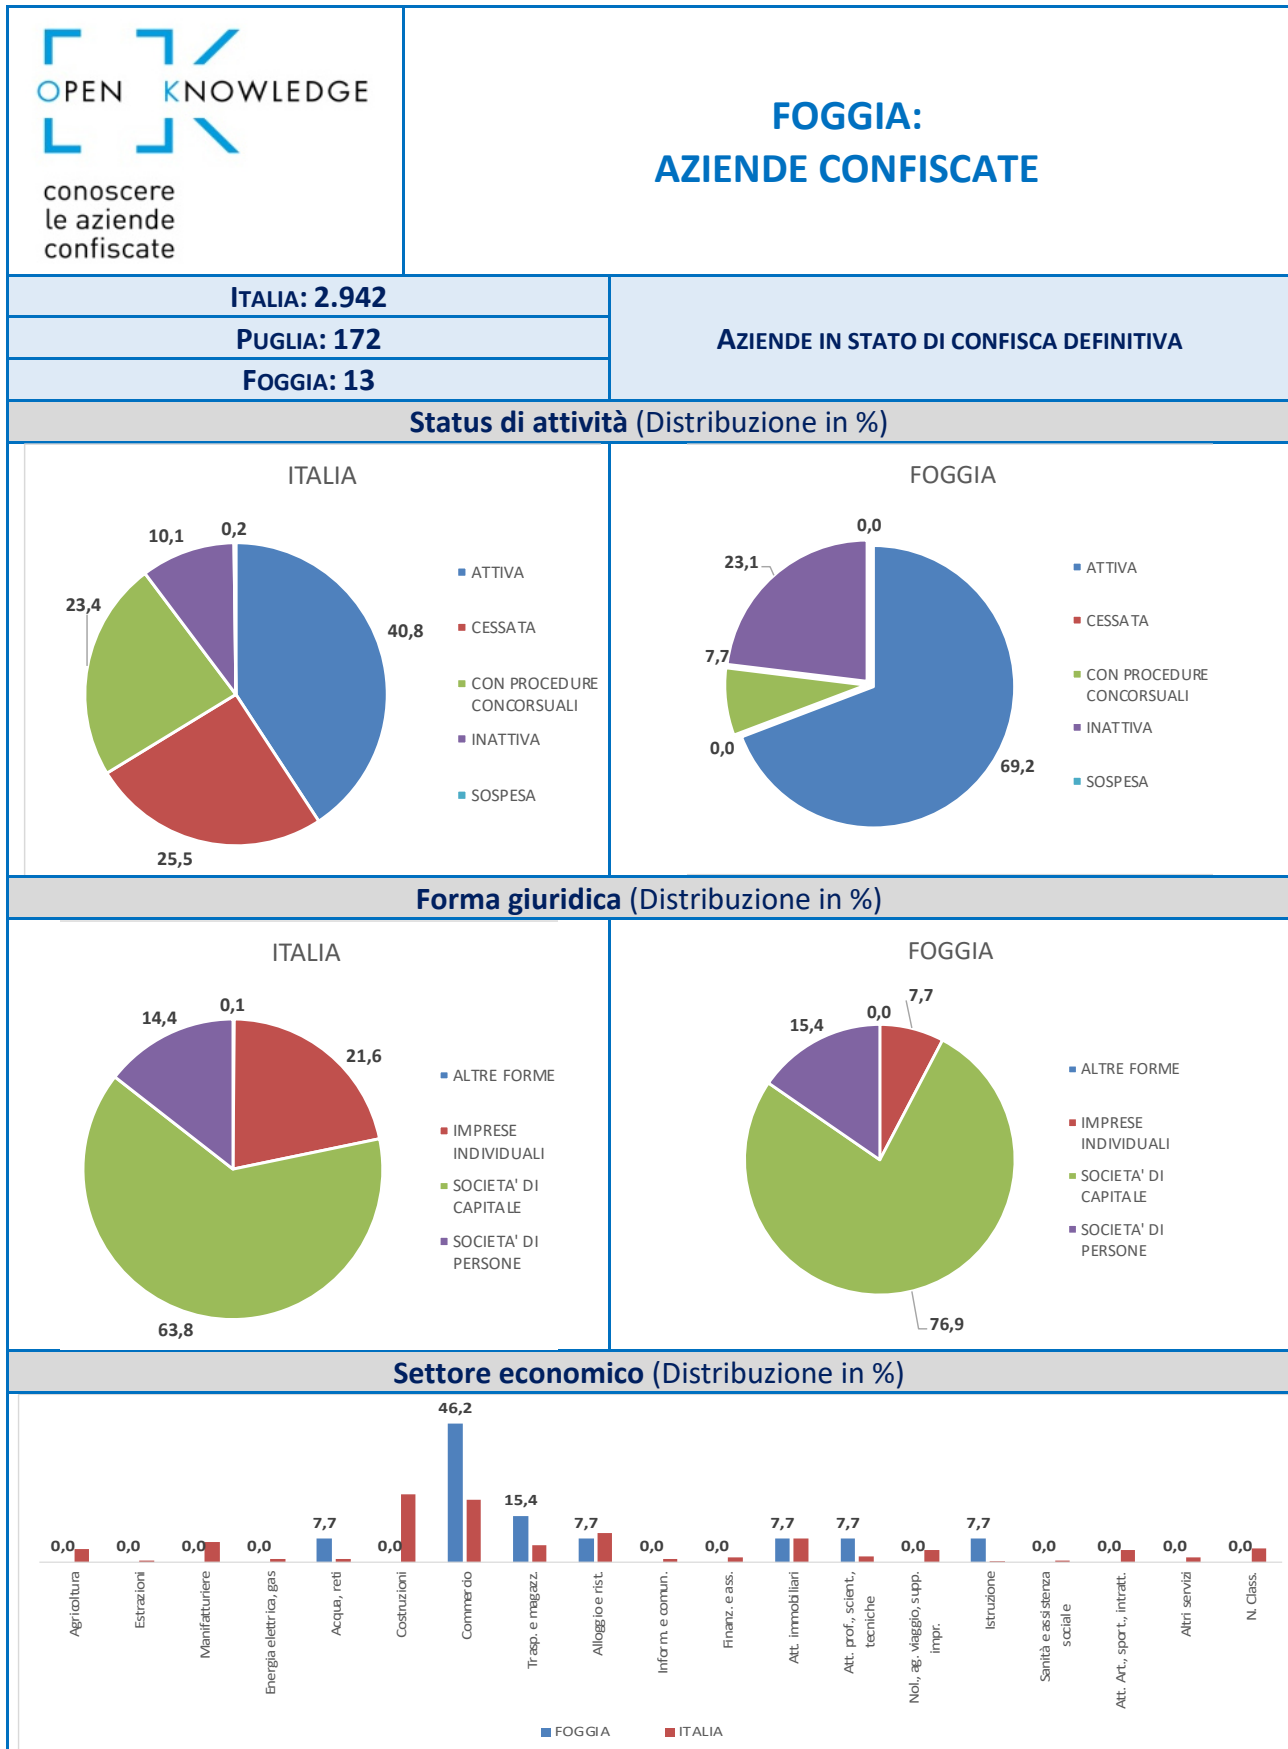 OPEN KNOWLEDGE
conoscere
le aziende
confiscate
FOGGIA:
AZIENDE CONFISCATE
ITALIA: 2.942
PUGLIA: 172
FOGGIA: 13
AZIENDE IN STATO DI CONFISCA DEFINITIVA
Status di attività (Distribuzione in %)
ITALIA
0,2
10,1
23,4
40,8
25,5
ATTIVA
CESSATA
CON PROCEDURE
CONCORSUALI
INATTIVA
SOSPESA
FOGGIA
0,0
23,1
7,7
0,0
69,2
ATTIVA
CESSATA
CON PROCEDURE
CONCORSUALI
INATTIVA
SOSPESA
Forma giuridica (Distribuzione in %)
ITALIA
0,1
14,4
21,6
63,8
ALTRE FORME
IMPRESE
INDIVIDUALI
SOCIETA' DI
CAPITALE
SOCIETA' DI
PERSONE
FOGGIA
7,7
0,0
15,4
76,9
ALTRE FORME
IMPRESE
INDIVIDUALI
SOCIETA' DI
CAPITALE
SOCIETA' DI
PERSONE
Settore economico (Distribuzione in %)
0,0
0,0
0,0
0,0
7,7
0,0
46,2
15,4
7,7
0,0
0,0
7,7
7,7
0,0
7,7
0,0
0,0
0,0
0,0
Agricoltura
Estrazioni
Manifatturiere
Energia elettrica, gas
Acqua, reti
Costruzioni
Commercio
Trasp. e magazz.
Alloggio e rist.
Inform. e comun.
Finanz. e ass.
Att. immobiliari
Att. prof., scient.,
tecniche
Nol., ag. viaggio, supp.
impr.
Istruzione
Sanità e assistenza
sociale
Att. Art., sport., intratt.
Altri servizi
N. Class.
FOGGIA
ITALIA